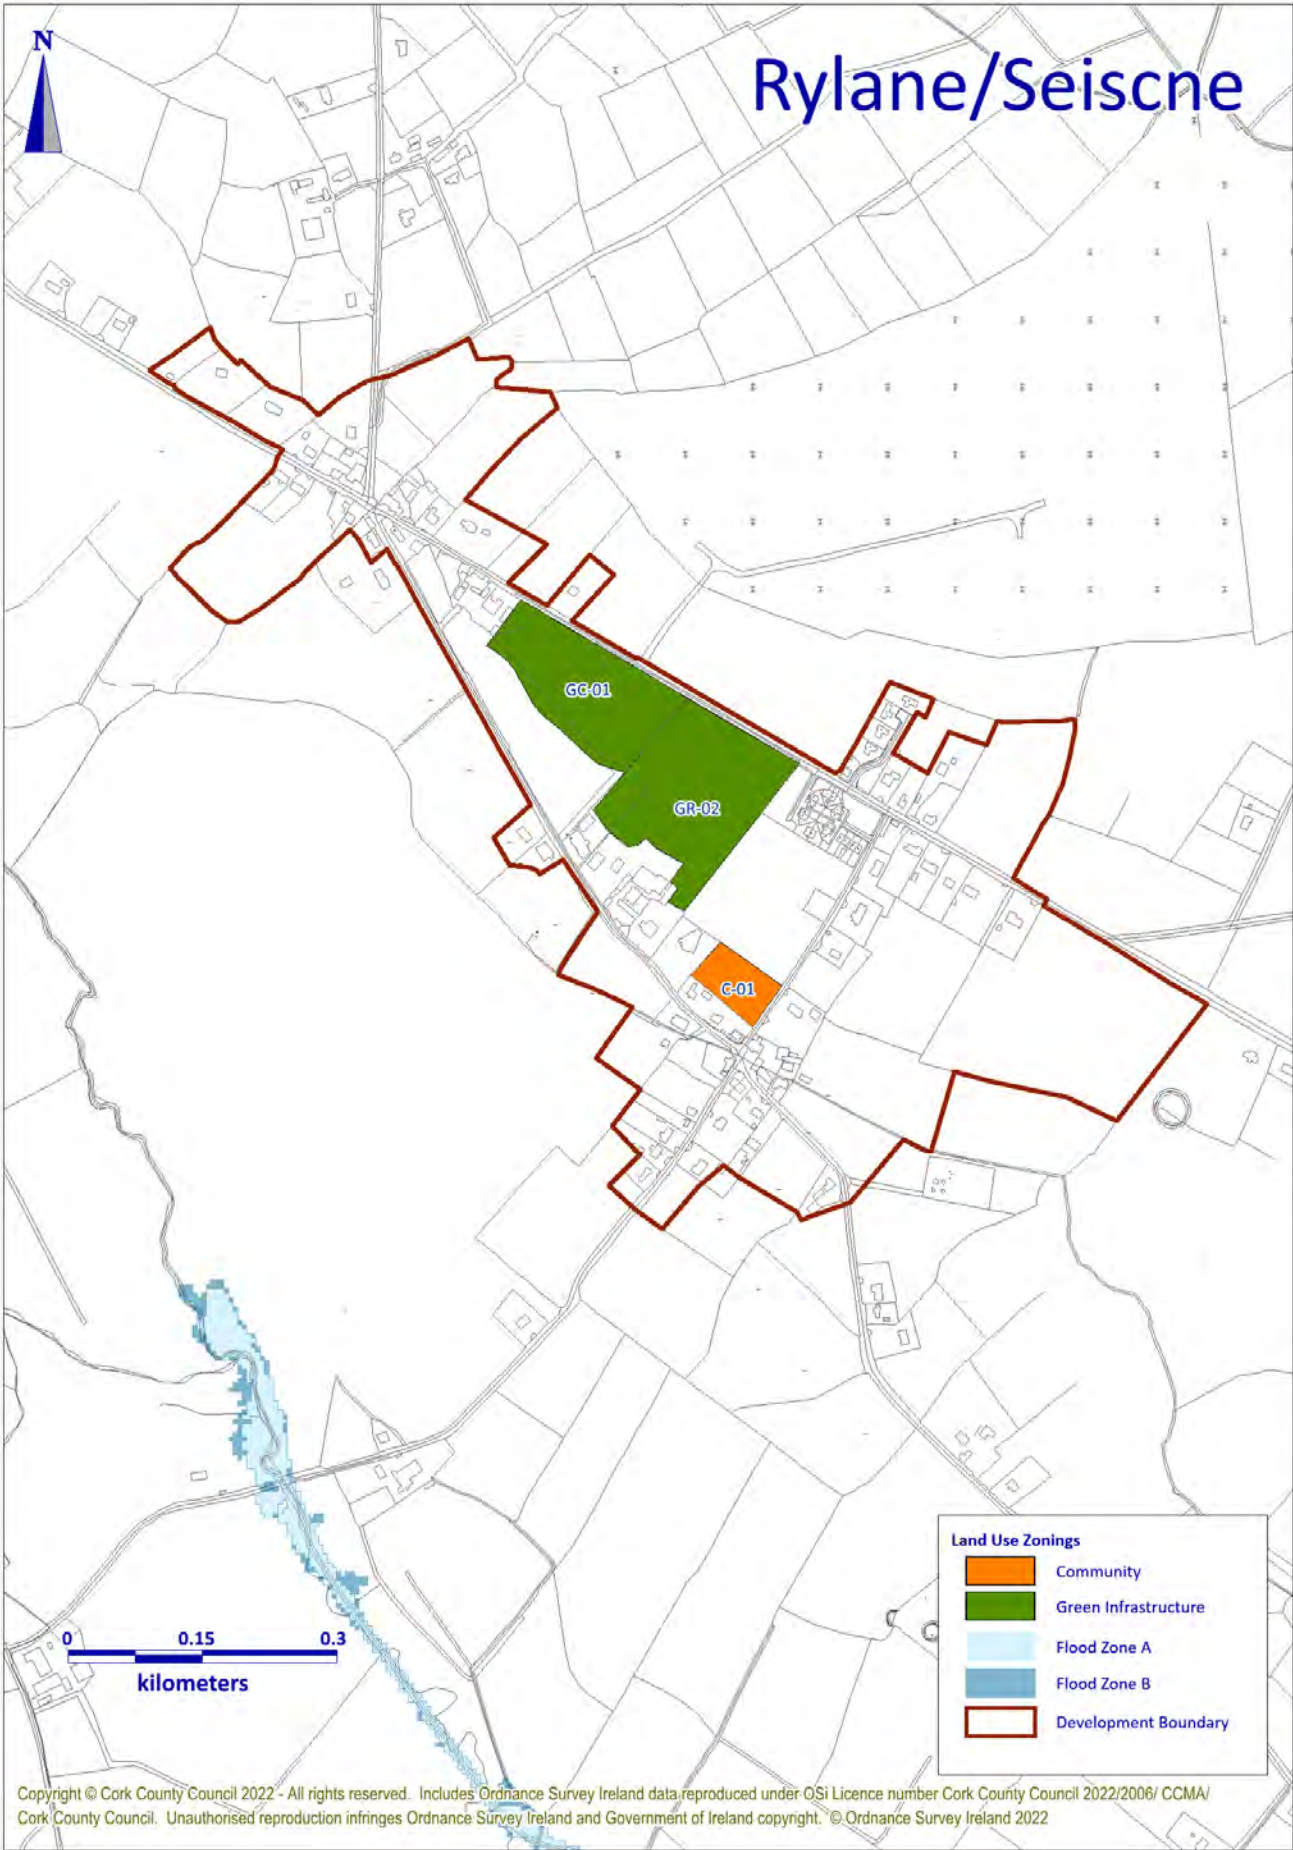 N
Rylane/Seiscne
GC-01
GR-02
C-01
Land Use Zonings
Community
Green Infrastructure
Flood Zone A
Flood Zone B
Development Boundary
0 0.15 0.3
kilometers
Copyright © Cork County Council 2022 - All rights reserved. Includes Ordnance Survey Ireland data reproduced under OSi Licence number Cork County Council 2022/2006/ CCMA/
Cork County Council. Unauthorised reproduction infringes Ordnance Survey Ireland and Government of Ireland copyright. © Ordnance Survey Ireland 2022